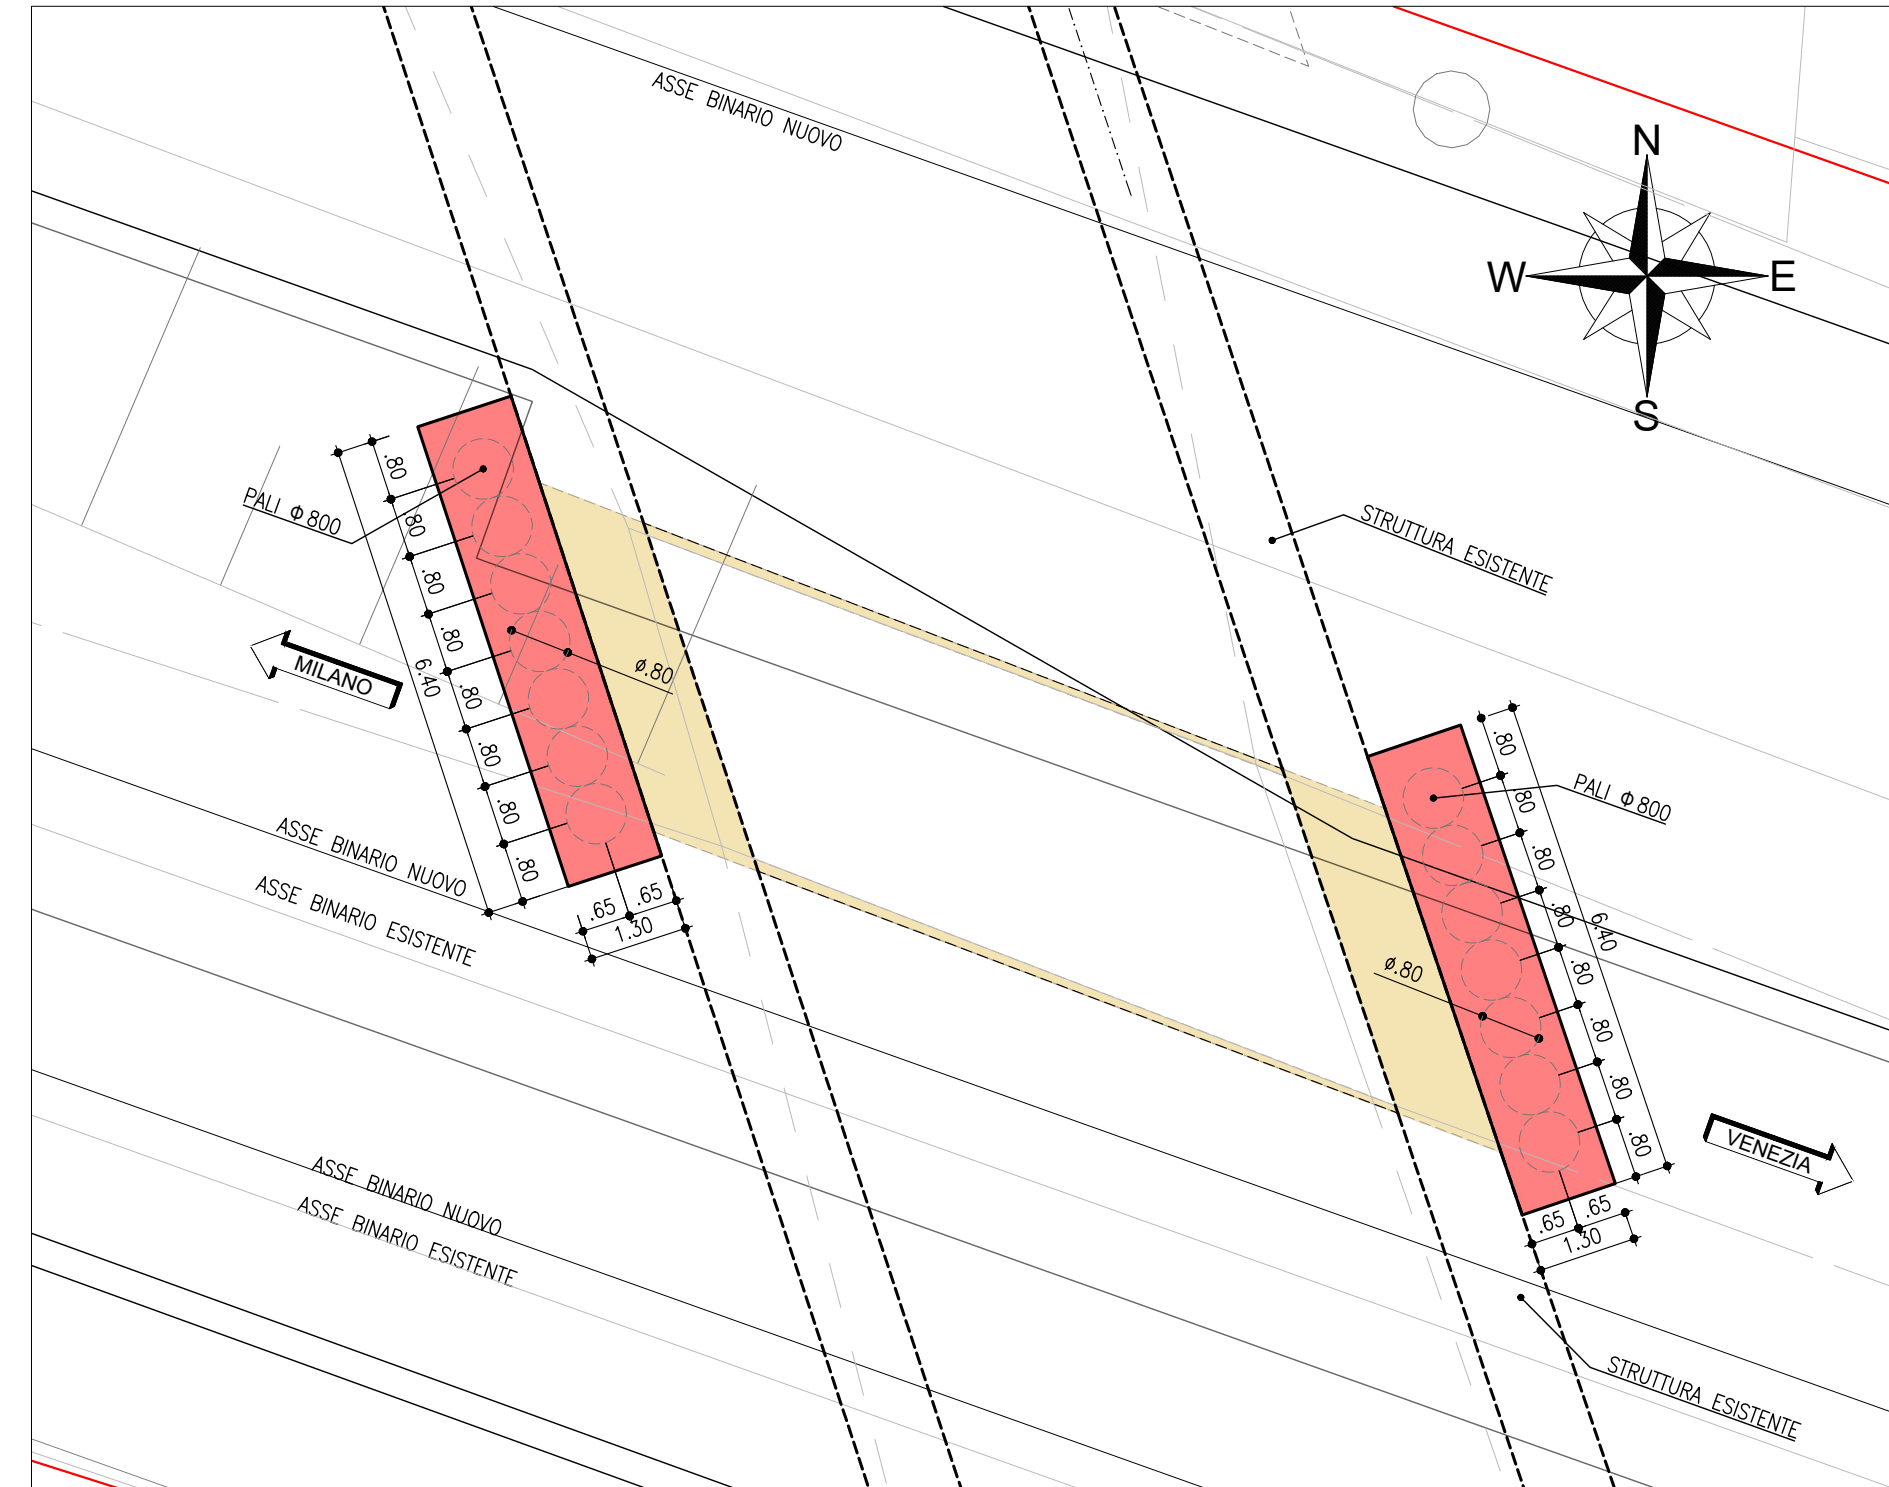 ASSE BINARIO NUOVO
N
W
E
S
.80
.80
.80
.80
.80
.80
.80
.80
6.40
PALI Φ800
ø.80
MILANO
STRUTTURA ESISTENTE
.80
.80
.80
.80
.80
.80
.80
.80
6.40
PALI Φ800
ø.80
ASSE BINARIO NUOVO
ASSE BINARIO ESISTENTE
.65
.65
1.30
VENEZIA
ASSE BINARIO NUOVO
ASSE BINARIO ESISTENTE
.65
.65
1.30
STRUTTURA ESISTENTE